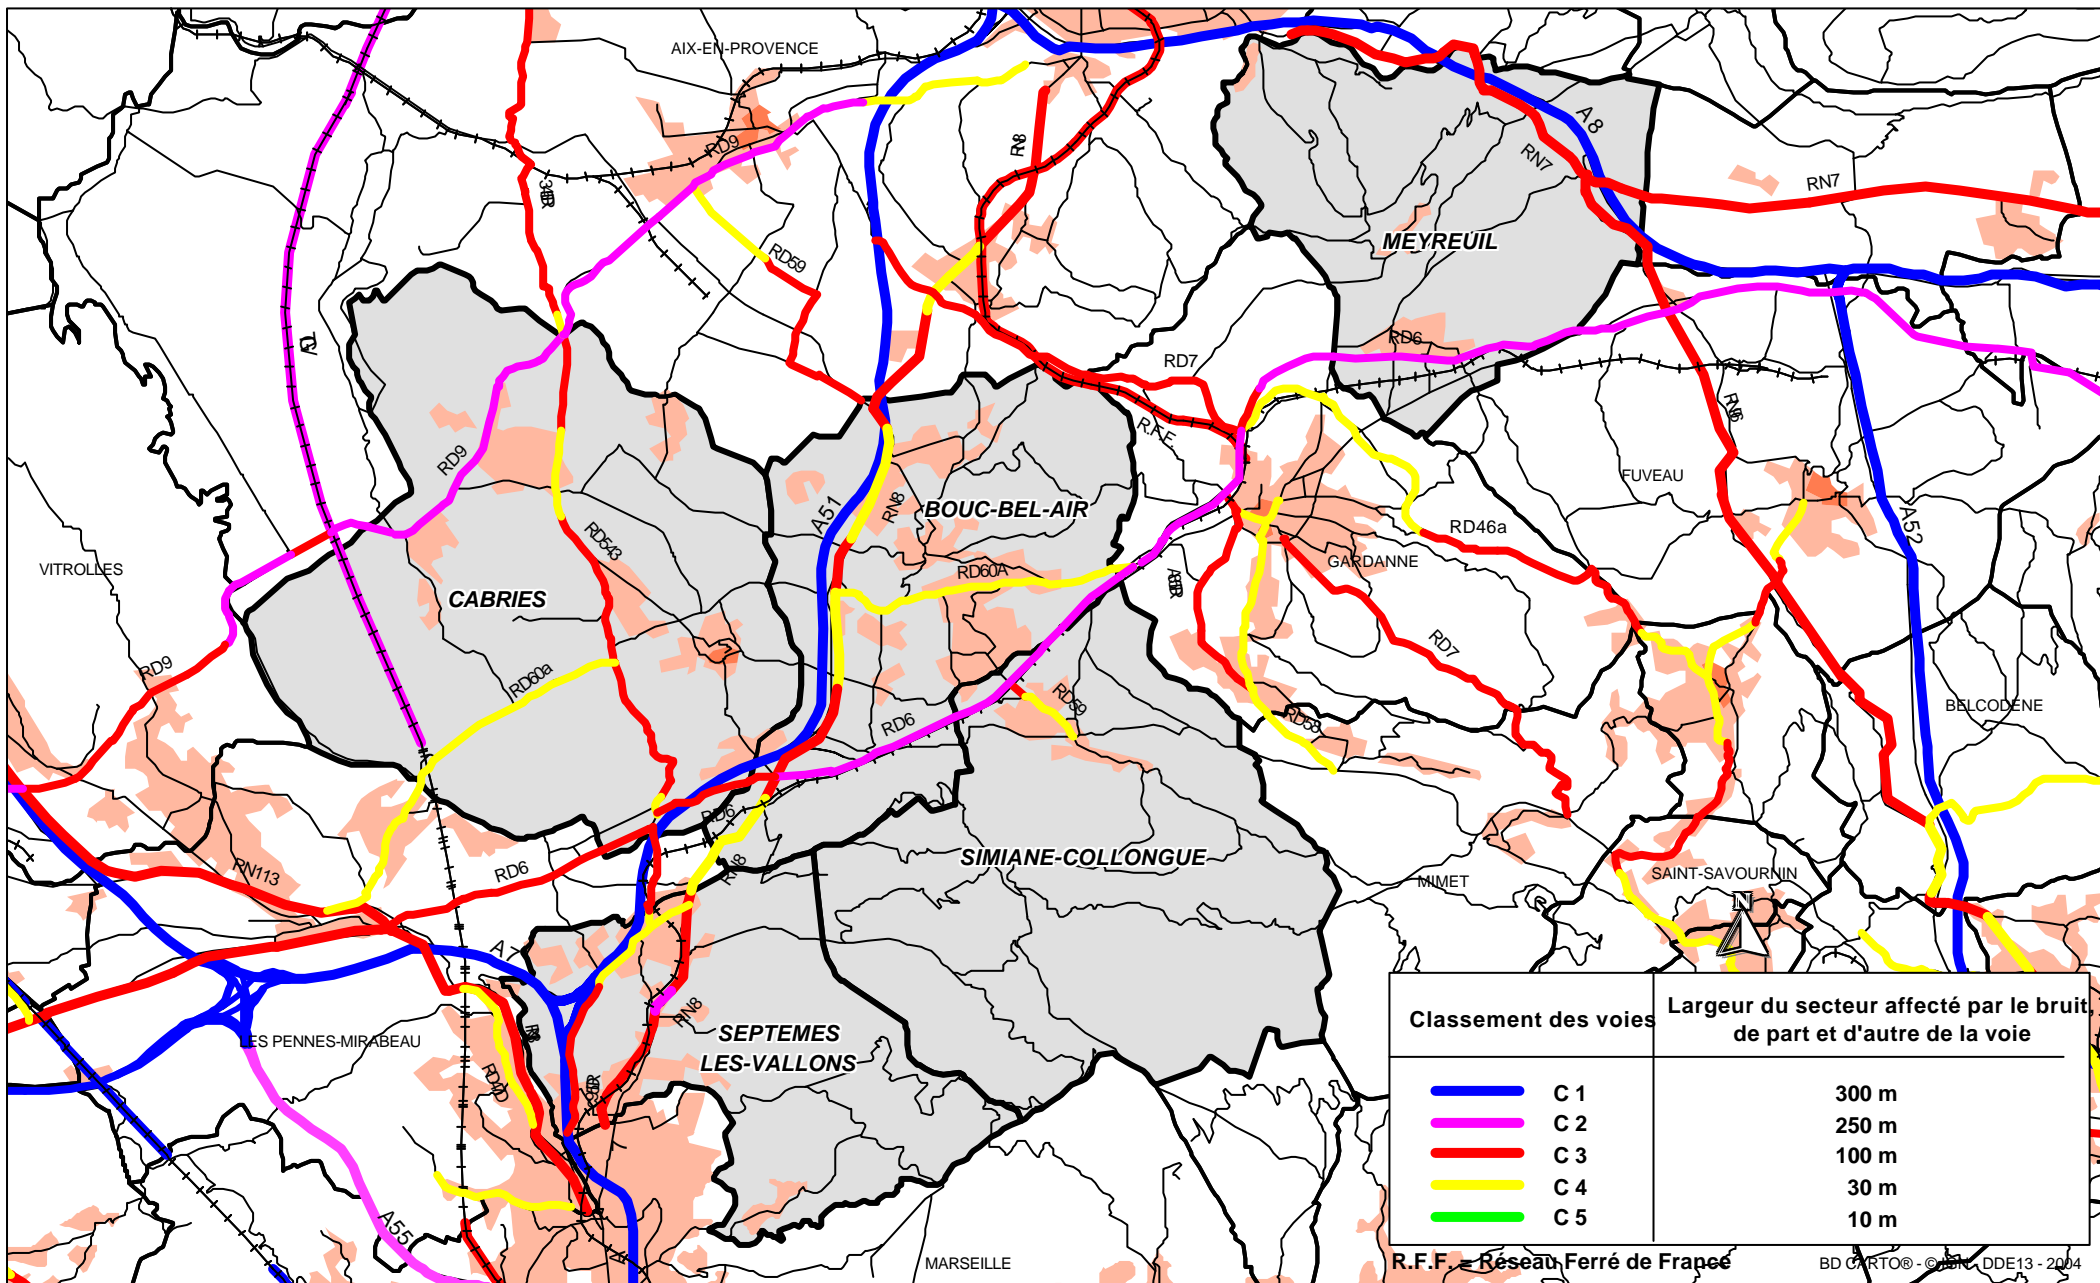 AIX-EN-PROVENCE
A8
RD9
RN8
RN7
RN7
MEYREUIL
RD59
TGV
RD7
RD6
R.F.F.
RD9
A51
RN8
BOUC-BEL-AIR
FUVEAU
RD46a
A52
RD543
VITROLLES
RD60A
GARDANNE
CABRIES
RD7
RD9
RD60a
RD59
RD6
RD58
BELCODENE
RD6
RN113
RD6
RN8
SIMIANE-COLLONGUE
MIMET
SAINT-SAVOURNIN
N
A7
RN8
SEPTEMES
LES-VALLONS
LES PENNES-MIRABEAU
A55
MARSEILLE
Classement des voies
Largeur du secteur affecté par le bruit,
de part et d'autre de la voie
C 1 300 m
C 2 250 m
C 3 100 m
C 4 30 m
C 5 10 m
R.F.F. = Réseau Ferré de France
BD CARTO® - © IGN - DDE13 - 2004